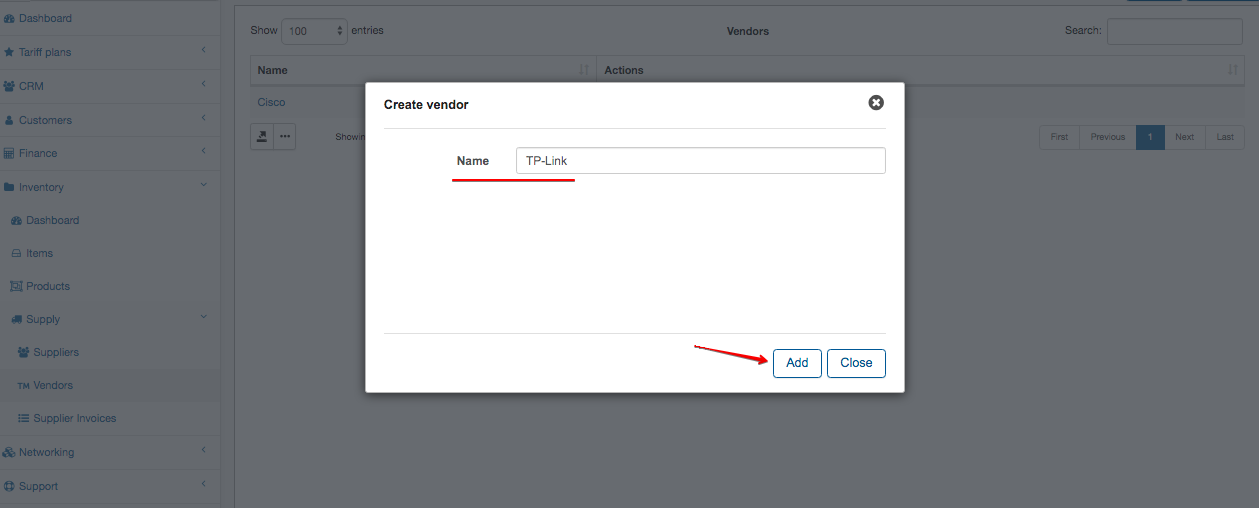 Dashboard
Tariff plans
CRM
Customers
Finance
Inventory
Dashboard
Items
Products
Supply
Suppliers
TM Vendors
Supplier Invoices
Networking
Support
Show 100 entries
Vendors
Search:
Name
Actions
Cisco
Showin
First Previous 1 Next Last
Create vendor
Name TP-Link
Add Close